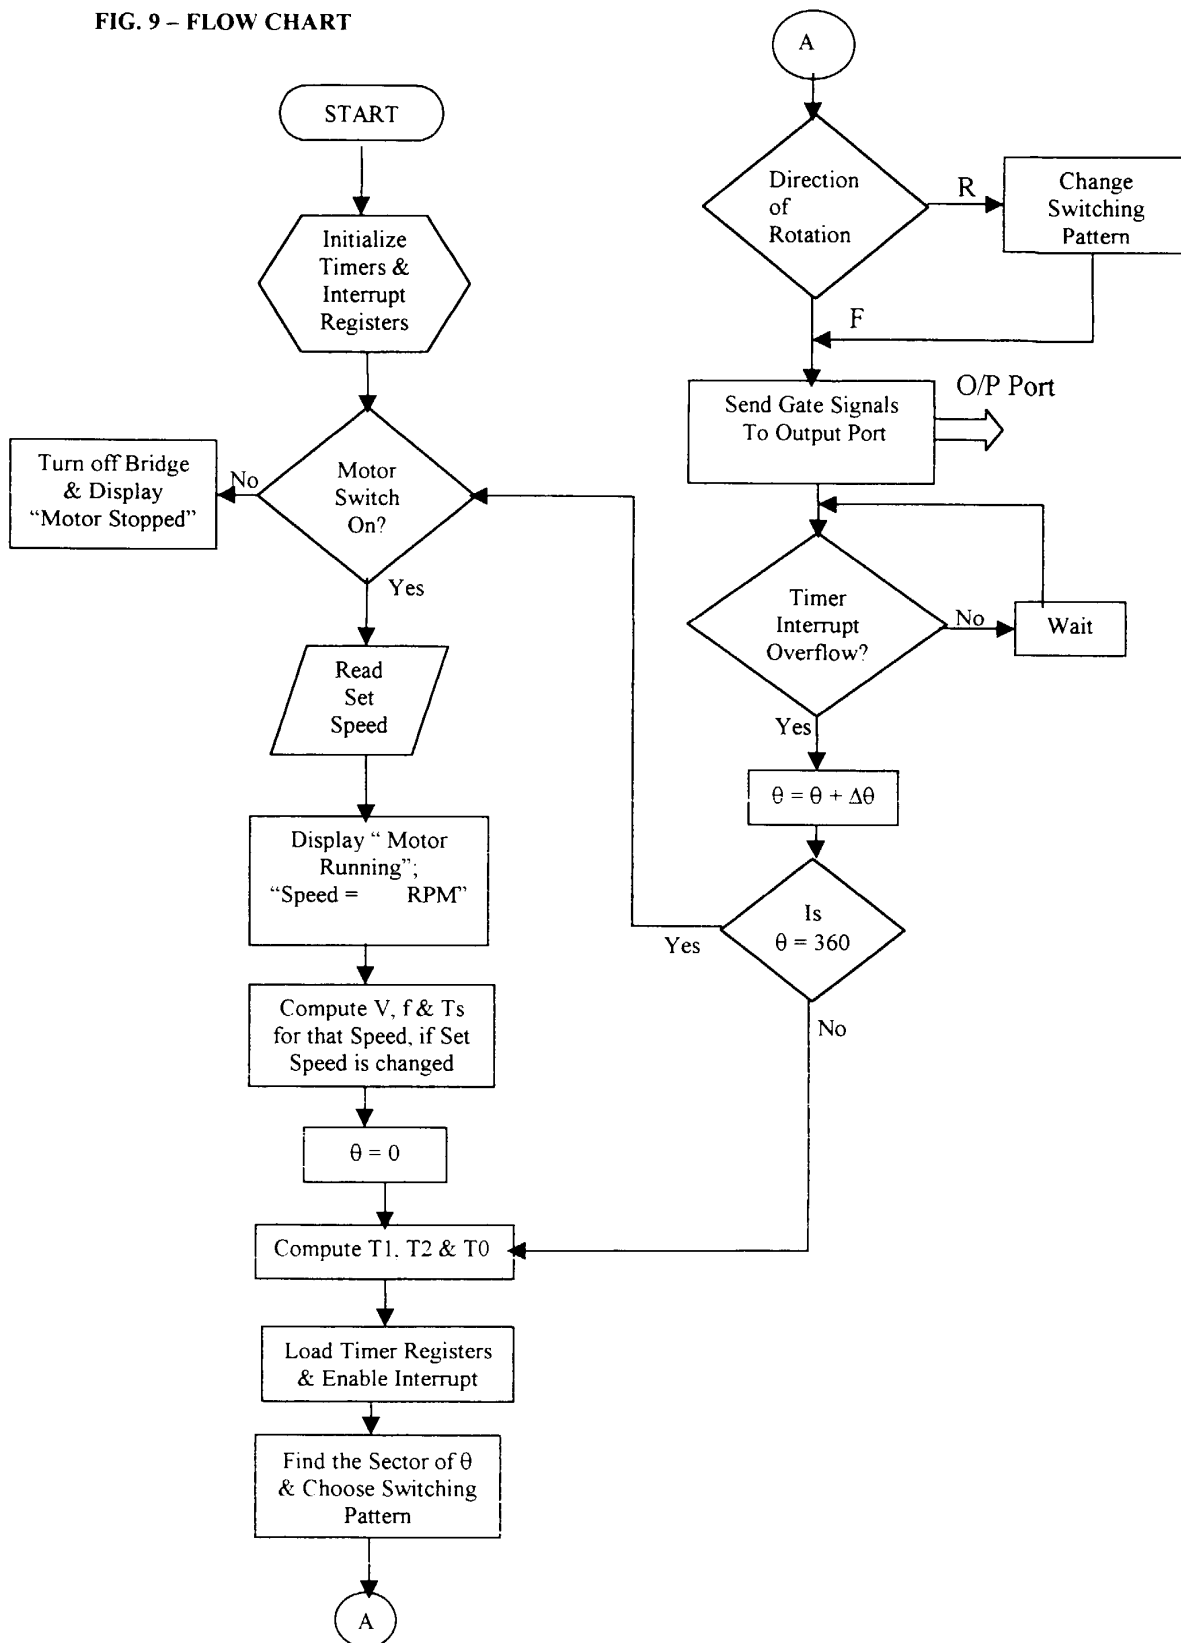 FIG. 9 – FLOW CHART
START
Initialize
Timers &
Interrupt
Registers
Motor
Switch
On?
No
Turn off Bridge
& Display
“Motor Stopped”
Yes
Read
Set
Speed
Display “ Motor
Running”;
“Speed = RPM”
Compute V, f & Ts
for that Speed, if Set
Speed is changed
θ = 0
Compute T1, T2 & T0
Load Timer Registers
& Enable Interrupt
Find the Sector of θ
& Choose Switching
Pattern
A
A
Direction
of
Rotation
R
Change
Switching
Pattern
F
Send Gate Signals
To Output Port
O/P Port
Timer
Interrupt
Overflow?
No
Wait
Yes
θ = θ + Δθ
Is
θ = 360
Yes
No